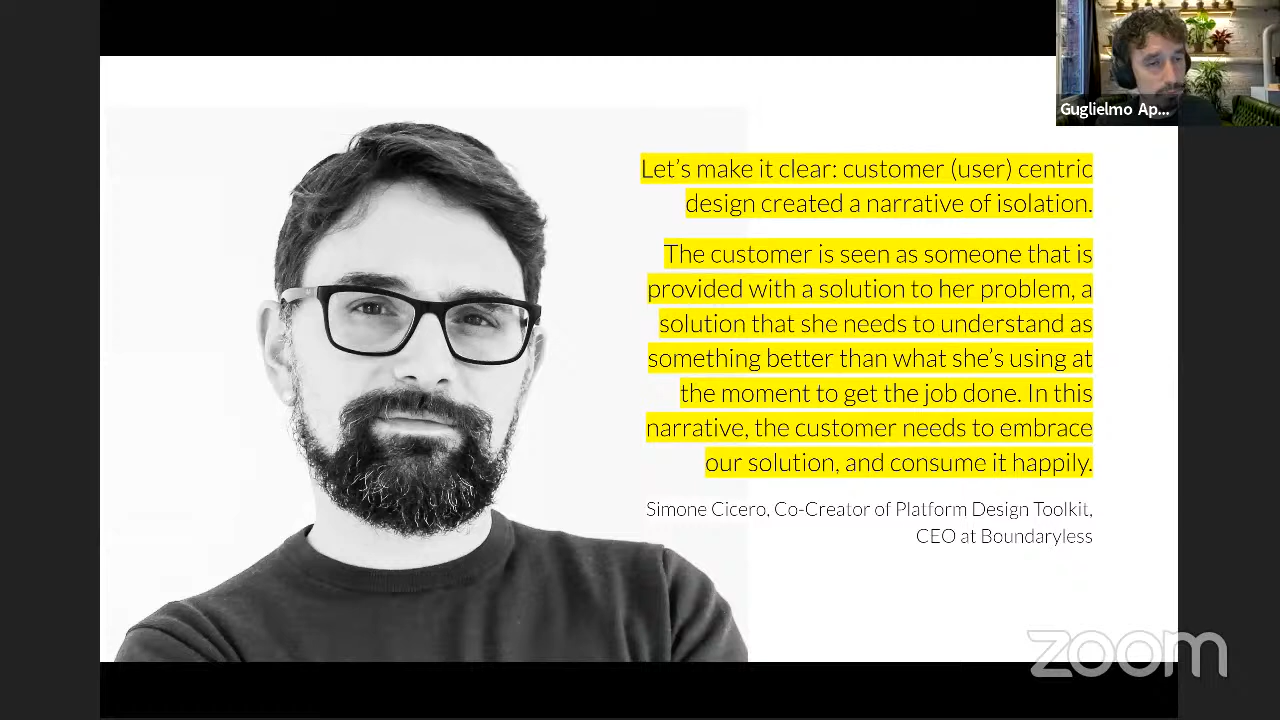 Guglielmo Ap...
Let's make it clear: customer (user) centric
design created a narrative of isolation.
The customer is seen as someone that is
provided with a solution to her problem, a
solution that she needs to understand as
something better than what she's using at
the moment to get the job done. In this
narrative, the customer needs to embrace
our solution, and consume it happily.
Simone Cicero, Co-Creator of Platform Design Toolkit,
CEO at Boundaryless
zoom